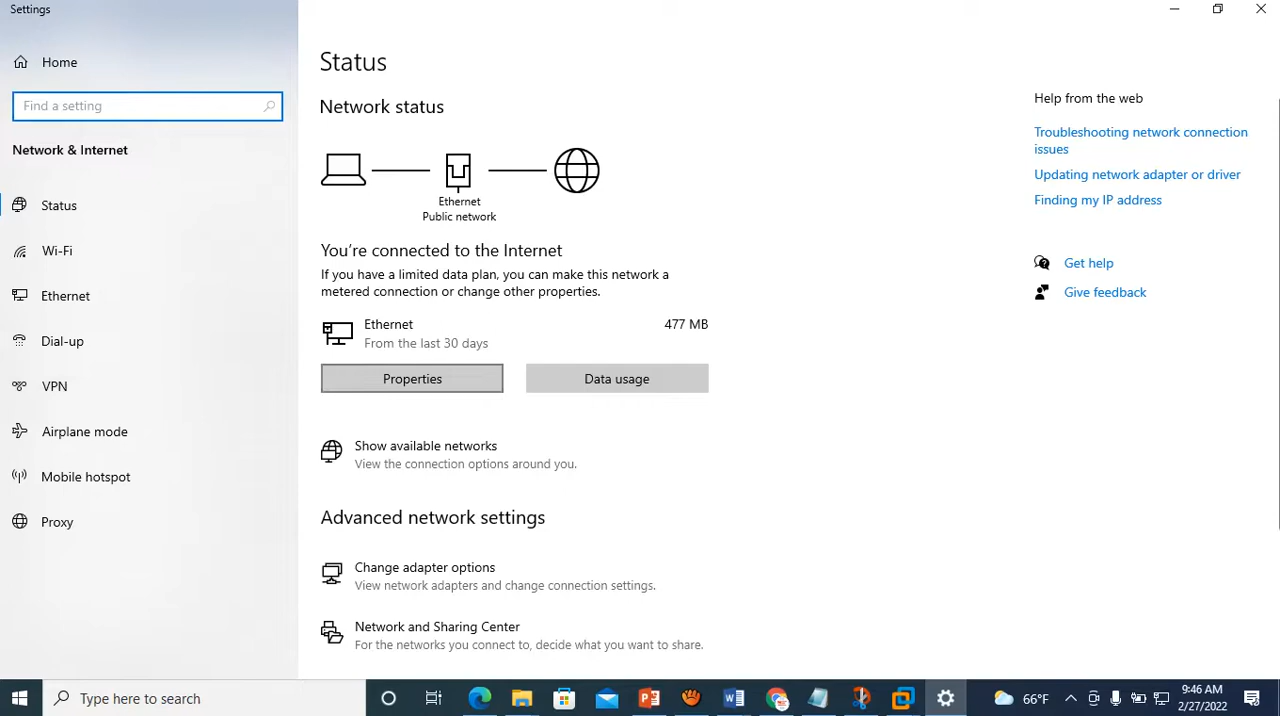 Settings
Home
Find a setting
Network & Internet
Status
Wi-Fi
Ethernet
Dial-up
VPN
Airplane mode
Mobile hotspot
Proxy
Status
Network status
Ethernet
Public network
You're connected to the Internet
If you have a limited data plan, you can make this network a
metered connection or change other properties.
Ethernet
477 MB
From the last 30 days
Properties
Data usage
Show available networks
View the connection options around you.
Advanced network settings
Change adapter options
View network adapters and change connection settings.
Network and Sharing Center
For the networks you connect to, decide what you want to share.
Help from the web
Troubleshooting network connection
issues
Updating network adapter or driver
Finding my IP address
Get help
Give feedback
Type here to search
66°F
9:46 AM
2/27/2022